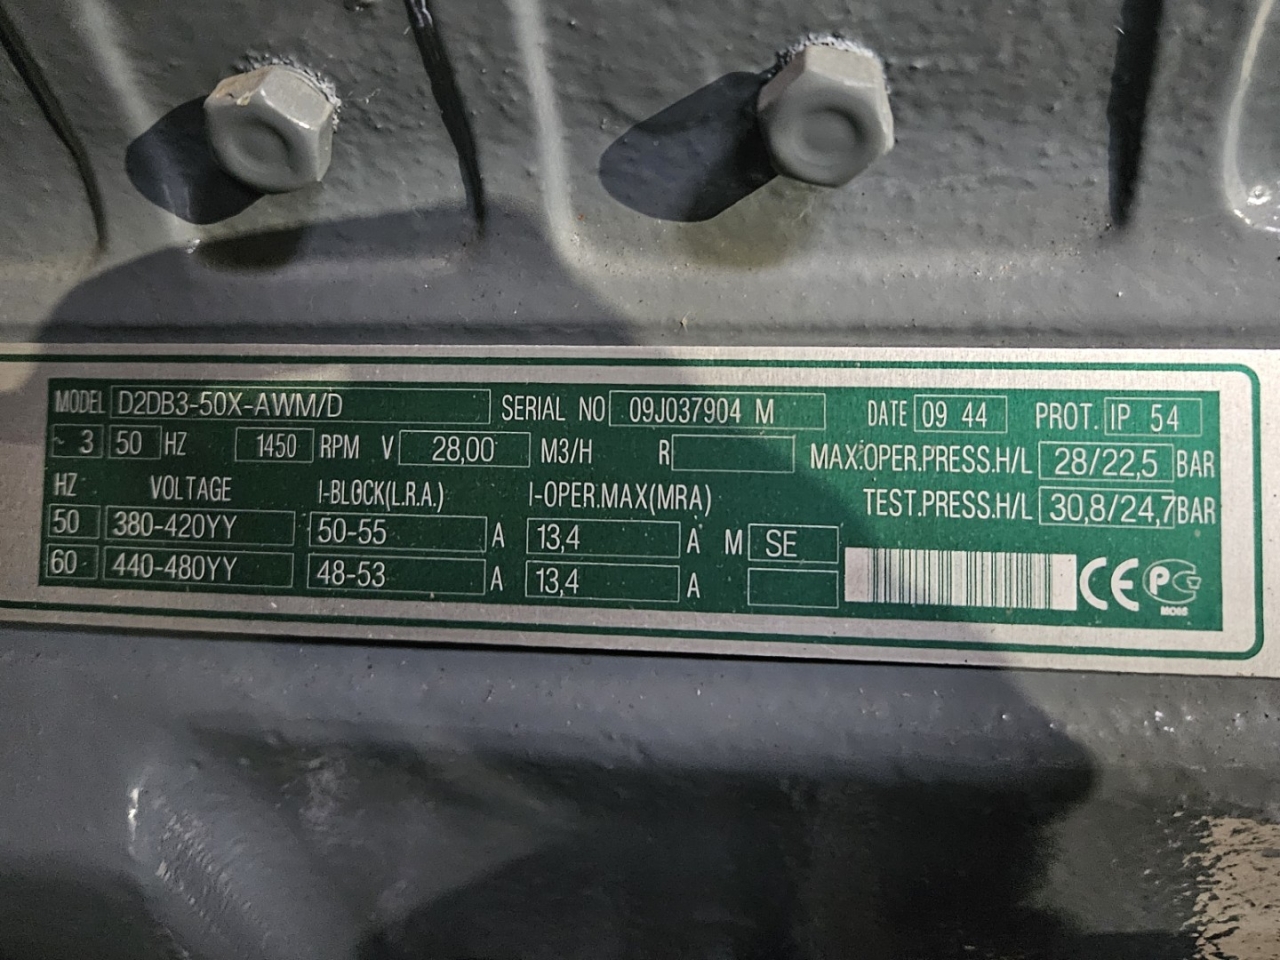 MODEL D2DB3-50X-AWM/D SERIAL NO 09J037904 M DATE 09 44 PROT. IP 54
~ 3 50 HZ 1450 RPM V 28,00 M3/H R MAX.OPER.PRESS.H/L 28/22,5 BAR
HZ VOLTAGE I-BLOCK(L.R.A.) I-OPER.MAX(MRA) TEST.PRESS.H/L 30,8/24,7 BAR
50 380-420YY 50-55 A 13,4 A M SE
60 440-480YY 48-53 A 13,4 A
CE